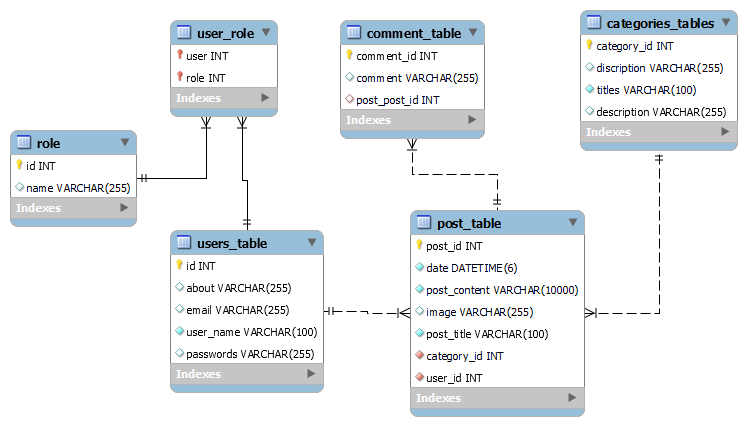 user_role
user INT
role INT
Indexes
comment_table
comment_id INT
comment VARCHAR(255)
post_post_id INT
Indexes
categories_tables
category_id INT
discription VARCHAR(255)
titles VARCHAR(100)
description VARCHAR(255)
Indexes
role
id INT
name VARCHAR(255)
Indexes
users_table
id INT
about VARCHAR(255)
email VARCHAR(255)
user_name VARCHAR(100)
passwords VARCHAR(255)
Indexes
post_table
post_id INT
date DATETIME(6)
post_content VARCHAR(10000)
image VARCHAR(255)
post_title VARCHAR(100)
category_id INT
user_id INT
Indexes